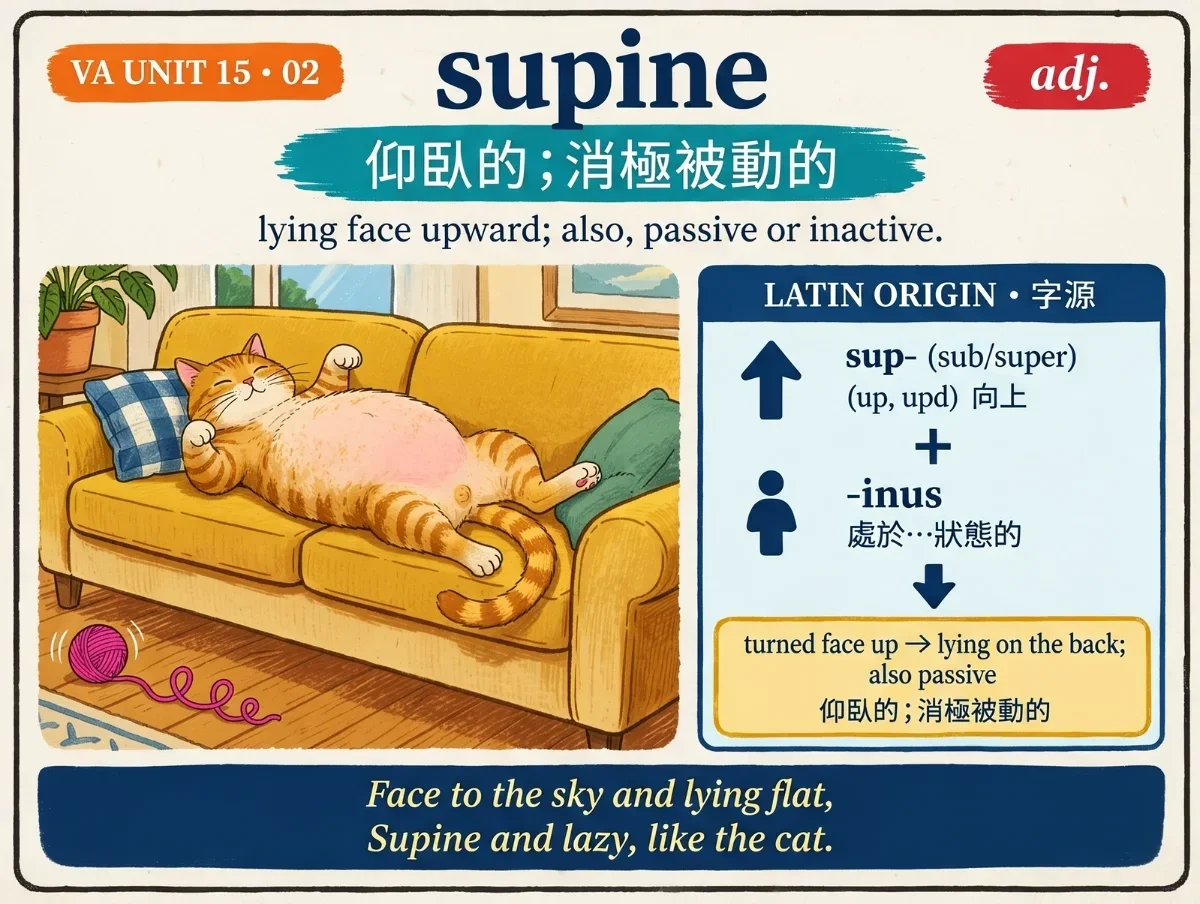 VA UNIT 15 • 02
supine
adj.
仰臥的；消極被動的
lying face upward; also, passive or inactive.
LATIN ORIGIN • 字源
sup- (sub/super)
(up, upd) 向上
+
-inus
處於…狀態的
turned face up → lying on the back;
also passive
仰臥的；消極被動的
Face to the sky and lying flat,
Supine and lazy, like the cat.